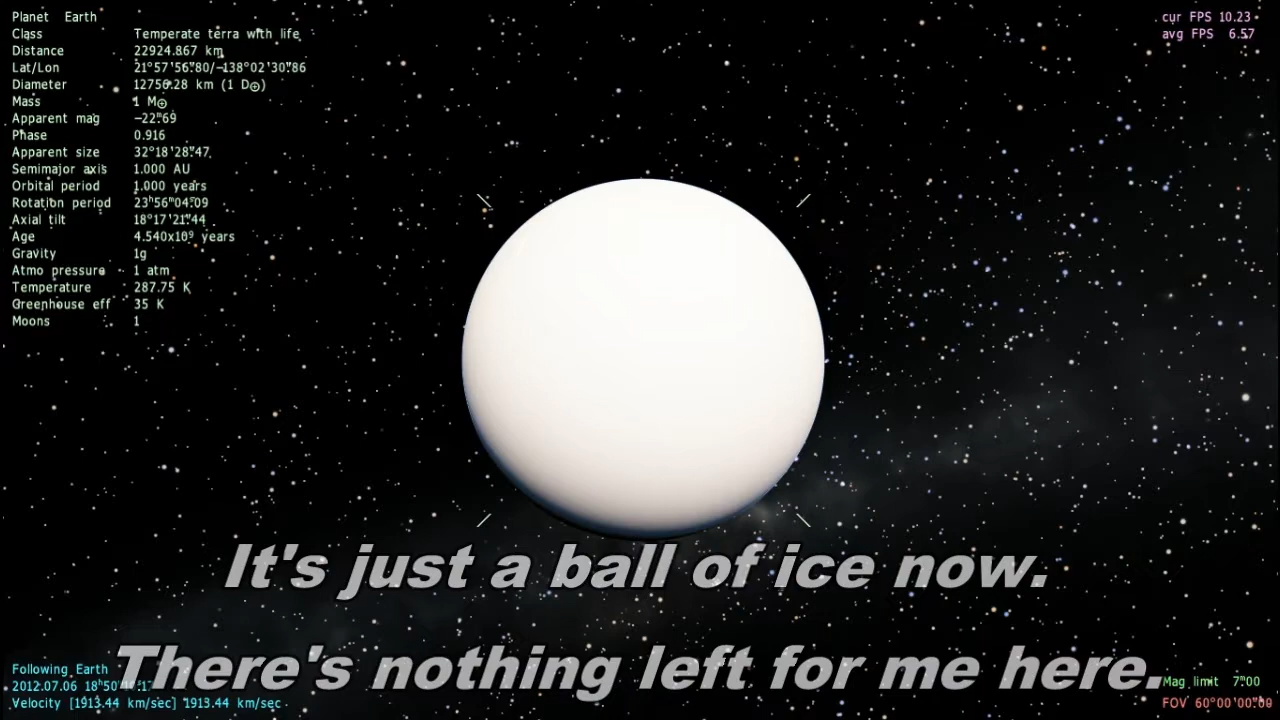 Planet Earth
Class Temperate terra with life
Distance 22924.867 km
Lat/Lon 21°57'56."80/-138°02'30."86
Diameter 12756.28 km (1 D⊕)
Mass 1 M⊕
Apparent mag -22.ᵐ69
Phase 0.916
Apparent size 32°18'28."47
Semimajor axis 1.000 AU
Orbital period 1.000 years
Rotation period 23ʰ56ᵐ04ˢ.09
Axial tilt 18°17'21."44
Age 4.540x10⁹ years
Gravity 1g
Atmo pressure 1 atm
Temperature 287.75 K
Greenhouse eff 35 K
Moons 1
cur FPS 10.23
avg FPS 6.57
It's just a ball of ice now.
There's nothing left for me here.
Following Earth
2012.07.06
Velocity [1913.44 km/sec] 1913.44 km/sec
Mag limit 7.ᵐ00
FOV 60°00'00."00